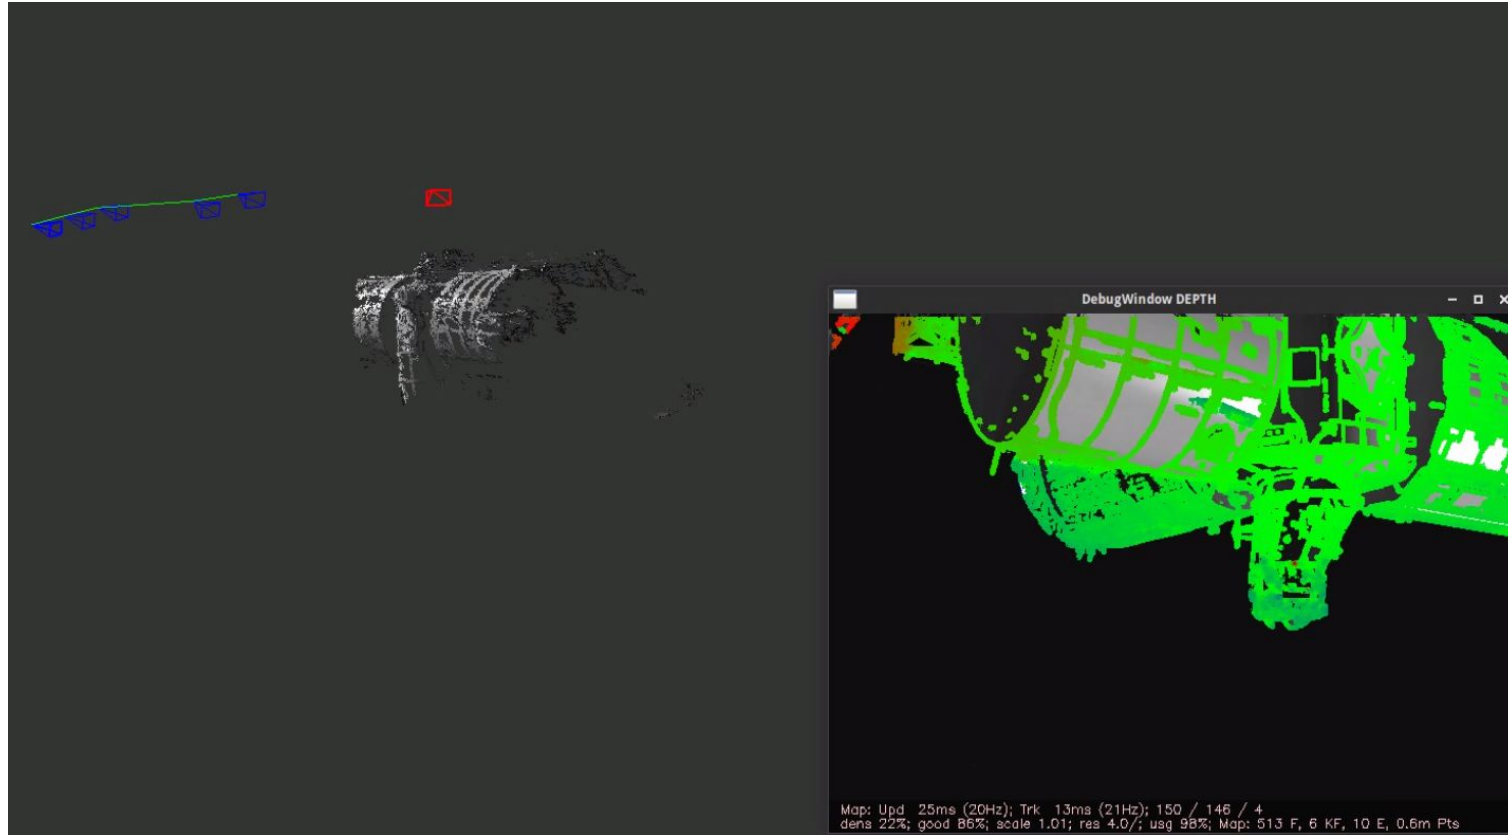 DebugWindow DEPTH
Map: Upd 25ms (20Hz); Trk 13ms (21Hz); 150 / 146 / 4
dens 22%; good 86%; scale 1.01; res 4.0/; usg 98%; Map: 513 F, 6 KF, 10 E, 0.6m Pts